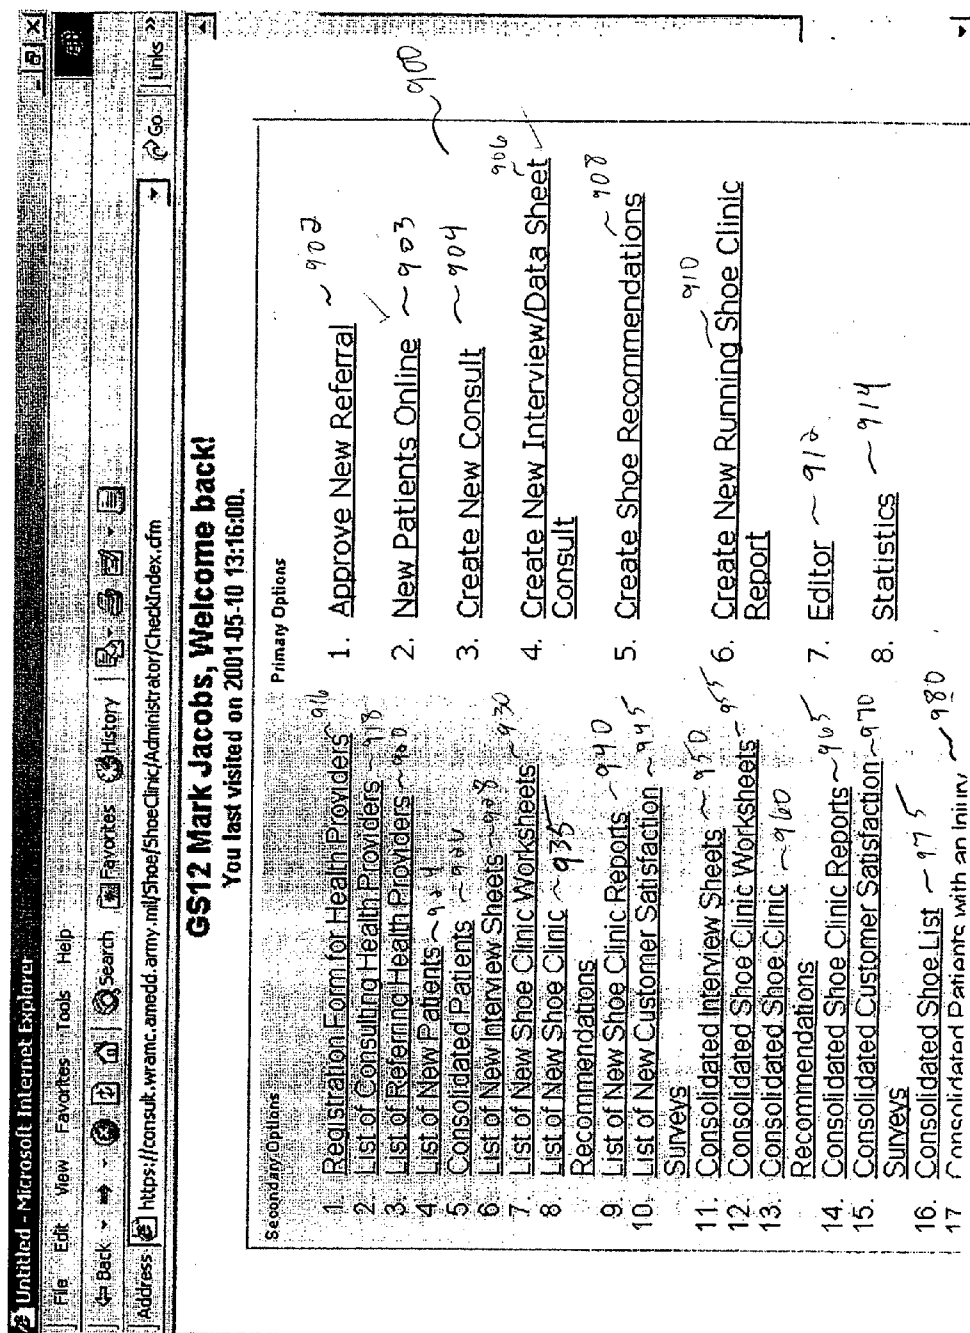 Untitled - Microsoft Internet Explorer
File Edit View Favorites Tools Help
Back Search Favorites History
Address https://consult.wramc.amedd.army.mil/Shoe/ShoeClinic/Administrator/CheckIndex.cfm Go Links »
GS12 Mark Jacobs, Welcome back!
You last visited on 2001-05-10 13:16:00.
~900
Secondary Options
1. Registration Form for Health Providers ~916
2. List of Consulting Health Providers ~918
3. List of Referring Health Providers ~920
4. List of New Patients ~924
5. Consolidated Patients
6. List of New Interview Sheets ~928
7. List of New Shoe Clinic Worksheets ~930
8. List of New Shoe Clinic ~935
Recommendations
9. List of New Shoe Clinic Reports ~940
10. List of New Customer Satisfaction ~945
Surveys
11. Consolidated Interview Sheets ~950
12. Consolidated Shoe Clinic Worksheets ~955
13. Consolidated Shoe Clinic ~960
Recommendations
14. Consolidated Shoe Clinic Reports ~965
15. Consolidated Customer Satisfaction ~970
Surveys
16. Consolidated Shoe List ~975
17 Consolidated Patients with an Injury ~980
Primary Options
1. Approve New Referral ~902
2. New Patients Online ~903
3. Create New Consult ~904
4. Create New Interview/Data Sheet 906
Consult
5. Create Shoe Recommendations ~908
6. Create New Running Shoe Clinic 910
Report
7. Editor ~912
8. Statistics ~914